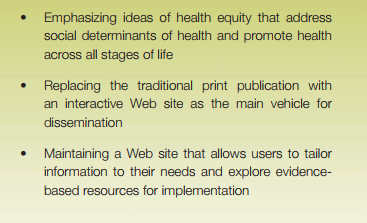 • Emphasizing ideas of health equity that address
social determinants of health and promote health
across all stages of life
• Replacing the traditional print publication with
an interactive Web site as the main vehicle for
dissemination
• Maintaining a Web site that allows users to tailor
information to their needs and explore evidence-
based resources for implementation